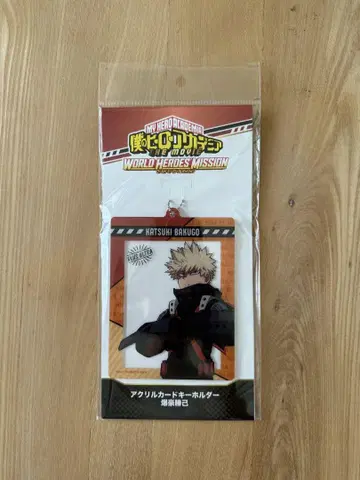 MY HERO ACADEMIA
僕のヒーローアカデミア
THE MOVIE
WORLD HEROES MISSION
KATSUKI BAKUGO
アクリルカードキーホルダー
爆豪勝己